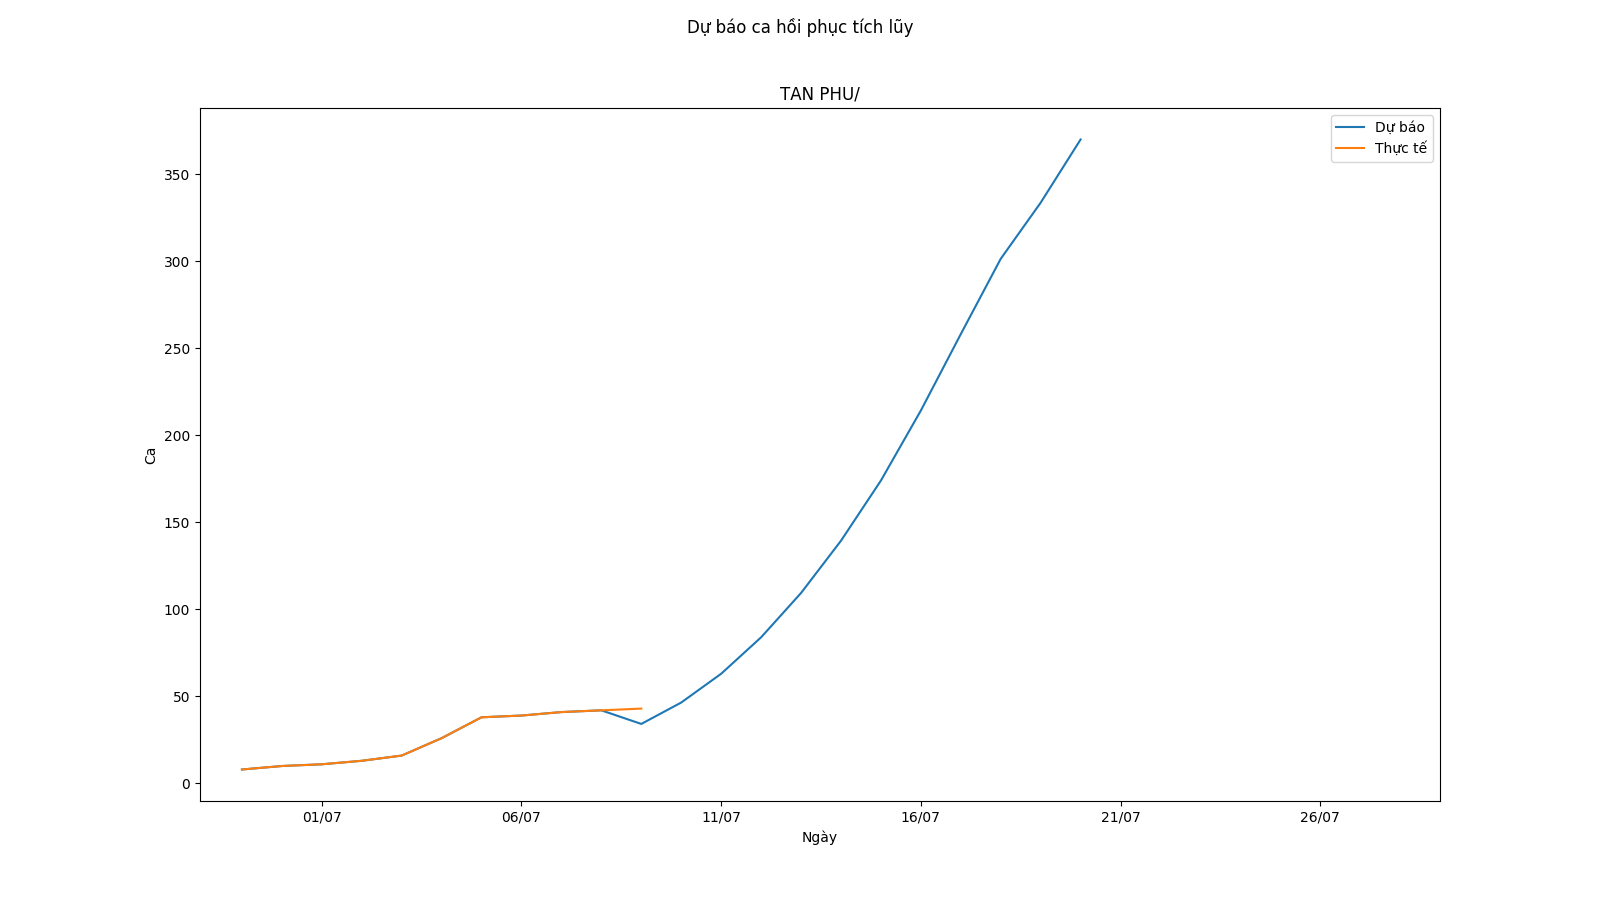 Dự báo ca hồi phục tích lũy
TAN PHU/
Dự báo
Thực tế
350
300
250
200
150
100
50
0
Ca
01/07
06/07
11/07
16/07
21/07
26/07
Ngày